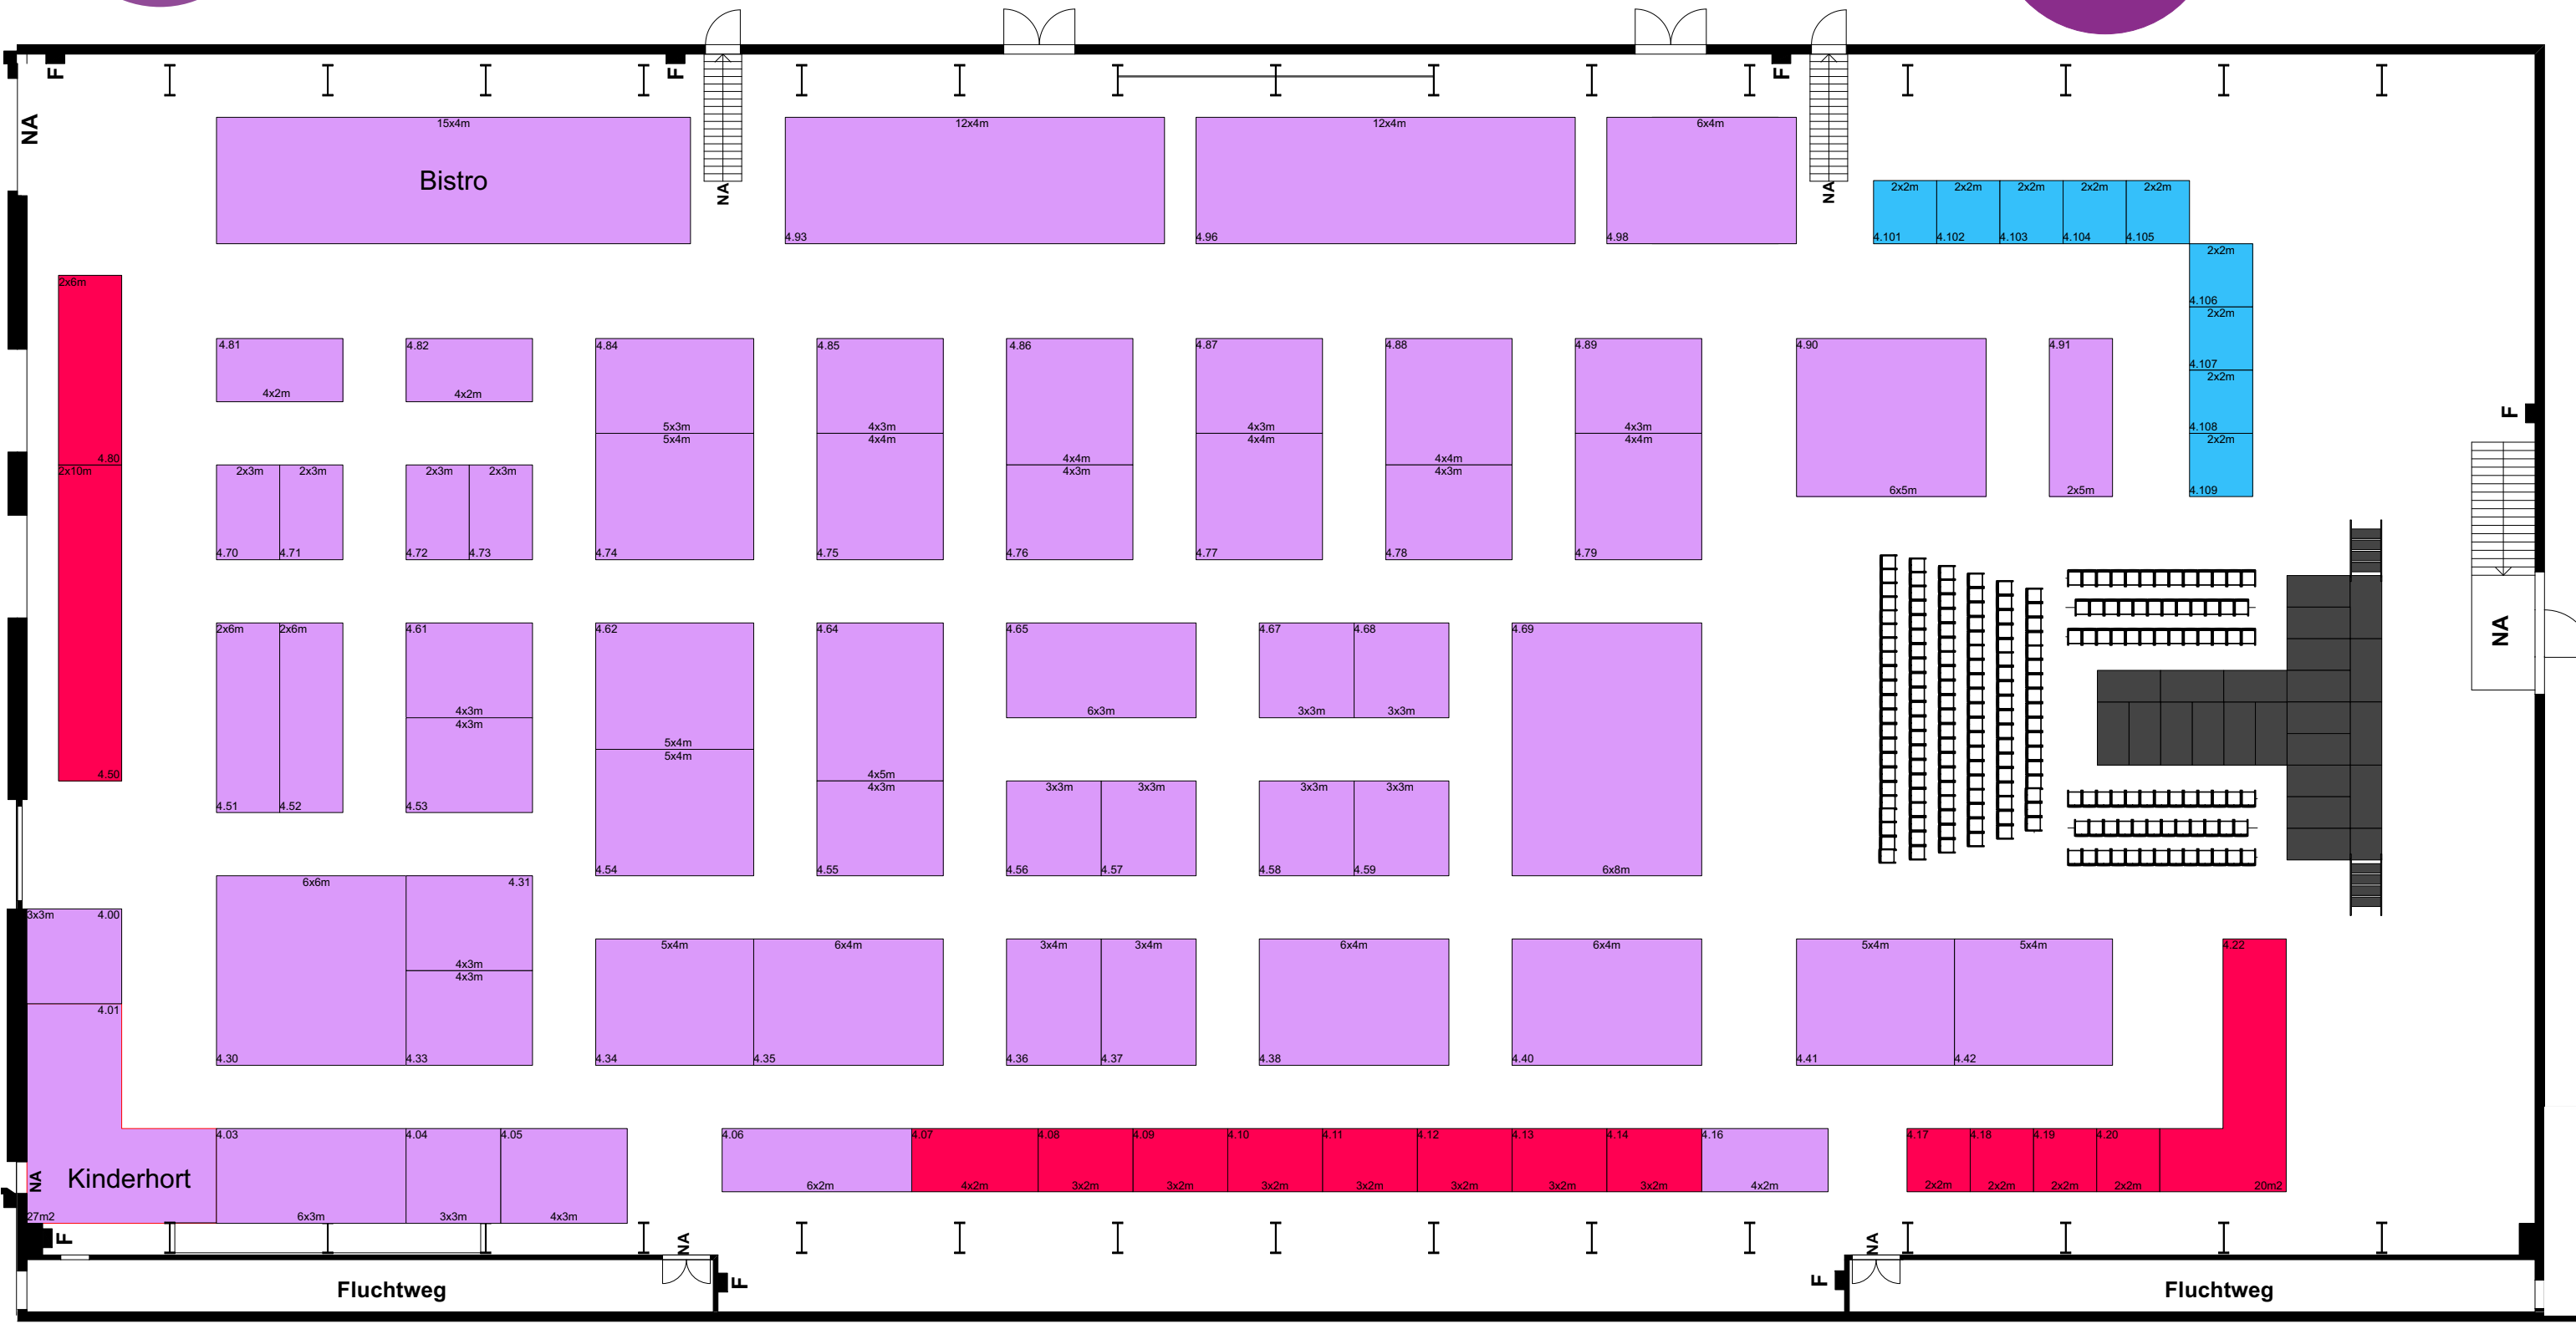 F
F
F
NA
15x4m
Bistro
NA
12x4m
4.93
12x4m
4.96
6x4m
4.98
NA
2x2m
2x2m
2x2m
2x2m
2x2m
4.101
4.102
4.103
4.104
4.105
2x2m
4.106
2x2m
4.107
2x2m
4.108
2x2m
4.109
2x6m
4.80
2x10m
4.50
4.81
4x2m
4.82
4x2m
4.84
5x3m
5x4m
4.74
4.85
4x3m
4x4m
4.75
4.86
4x4m
4x3m
4.76
4.87
4x3m
4x4m
4.77
4.88
4x4m
4x3m
4.78
4.89
4x3m
4x4m
4.79
4.90
6x5m
4.91
2x5m
F
2x3m
2x3m
4.70
4.71
2x3m
2x3m
4.72
4.73
2x6m
2x6m
4.51
4.52
4.61
4x3m
4x3m
4.53
4.62
5x4m
5x4m
4.54
4.64
4x5m
4x3m
4.55
4.65
6x3m
4.67
4.68
3x3m
3x3m
4.69
6x8m
NA
3x3m
3x3m
4.56
4.57
3x3m
3x3m
4.58
4.59
3x3m
4.00
4.01
Kinderhort
NA
27m2
6x6m
4.30
4.31
4x3m
4x3m
4.33
5x4m
6x4m
4.34
4.35
3x4m
3x4m
4.36
4.37
6x4m
4.38
6x4m
4.40
5x4m
5x4m
4.41
4.42
4.22
20m2
4.03
6x3m
4.04
3x3m
4.05
4x3m
4.06
6x2m
4.07
4x2m
4.08
3x2m
4.09
3x2m
4.10
3x2m
4.11
3x2m
4.12
3x2m
4.13
3x2m
4.14
3x2m
4.16
4x2m
4.17
2x2m
4.18
2x2m
4.19
2x2m
4.20
2x2m
F
NA
F
NA
F
Fluchtweg
Fluchtweg